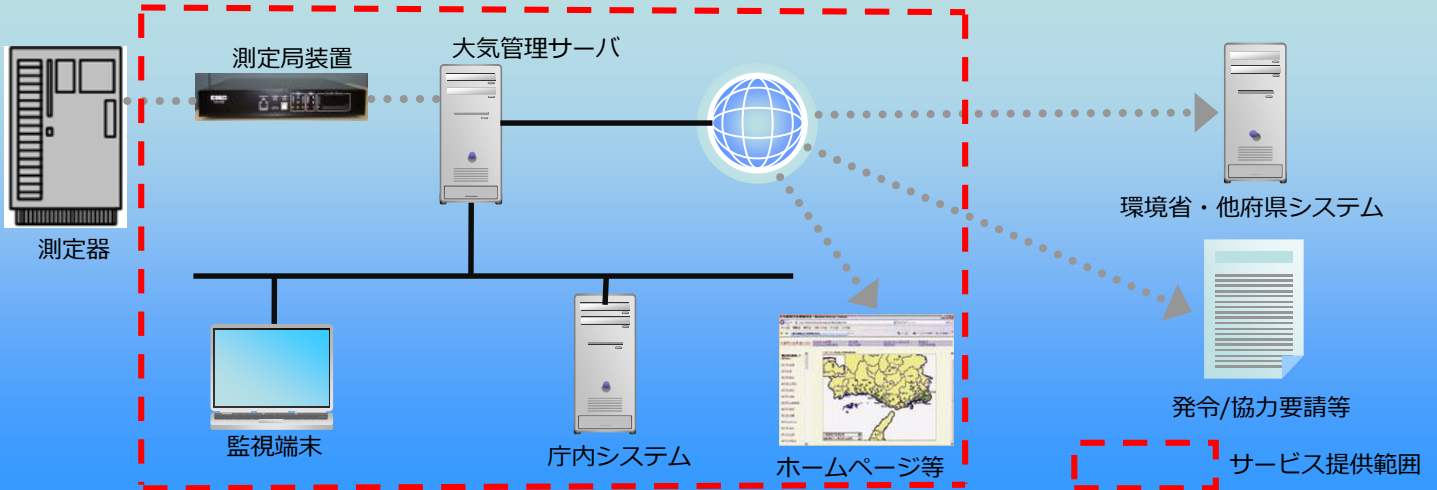 測定局装置
大気管理サーバ
測定器
環境省・他府県システム
監視端末
庁内システム
ホームページ等
発令/協力要請等
サービス提供範囲